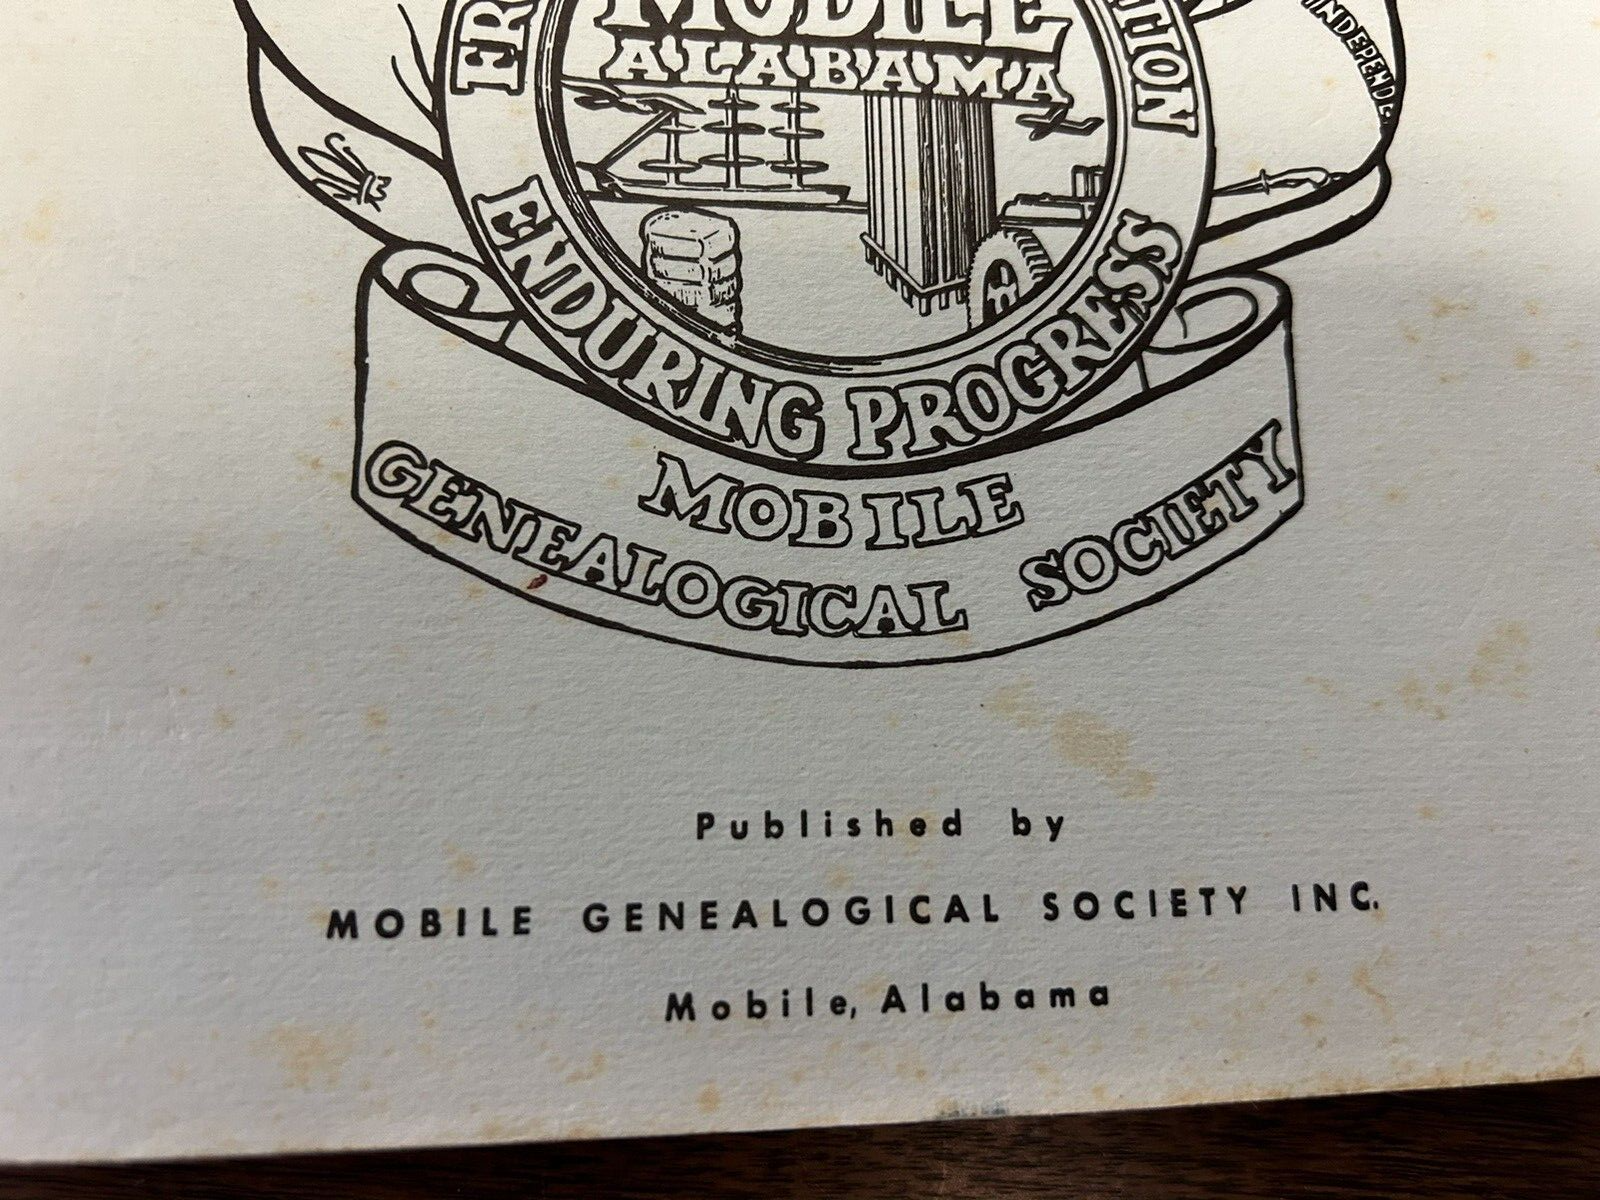 MOBILE
ALABAMA
ENDURING PROGRESS
MOBILE
GENEALOGICAL SOCIETY
Published by
MOBILE GENEALOGICAL SOCIETY INC.
Mobile, Alabama